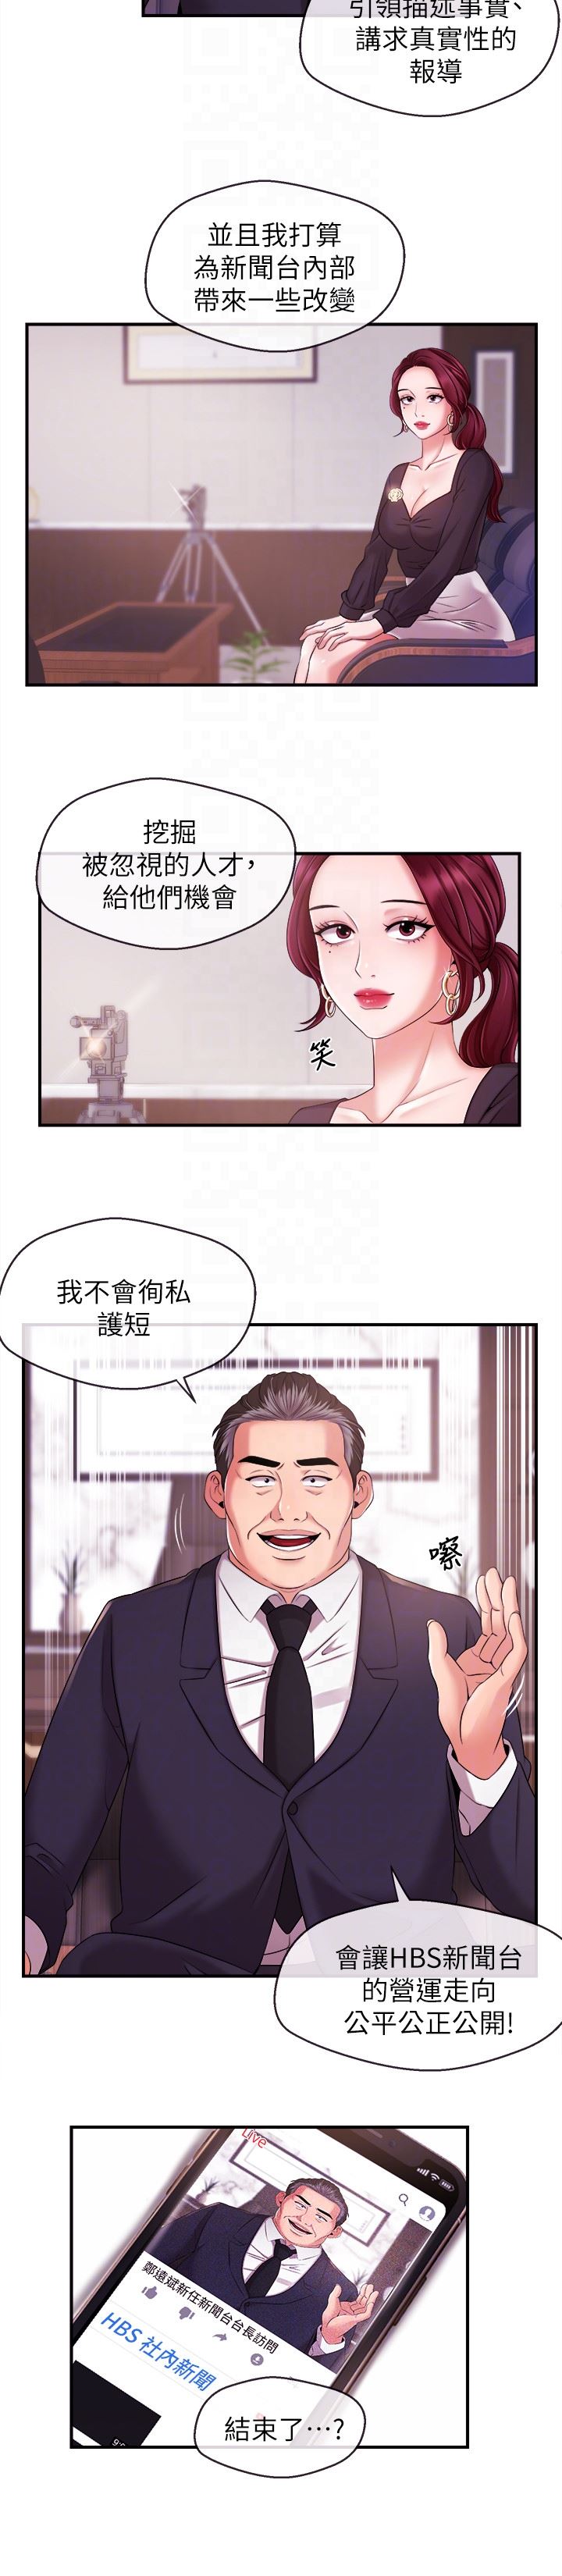 引領描述事實、
講求真實性的
報導
並且我打算
為新聞台內部
帶來一些改變
挖掘
被忽視的人才,
給他們機會
笑
我不會徇私
護短
嚓
會讓HBS新聞台
的營運走向
公平公正公開!
Live
鄭遠斌新任新聞台台長訪問
HBS 社內新聞
結束了⋯?